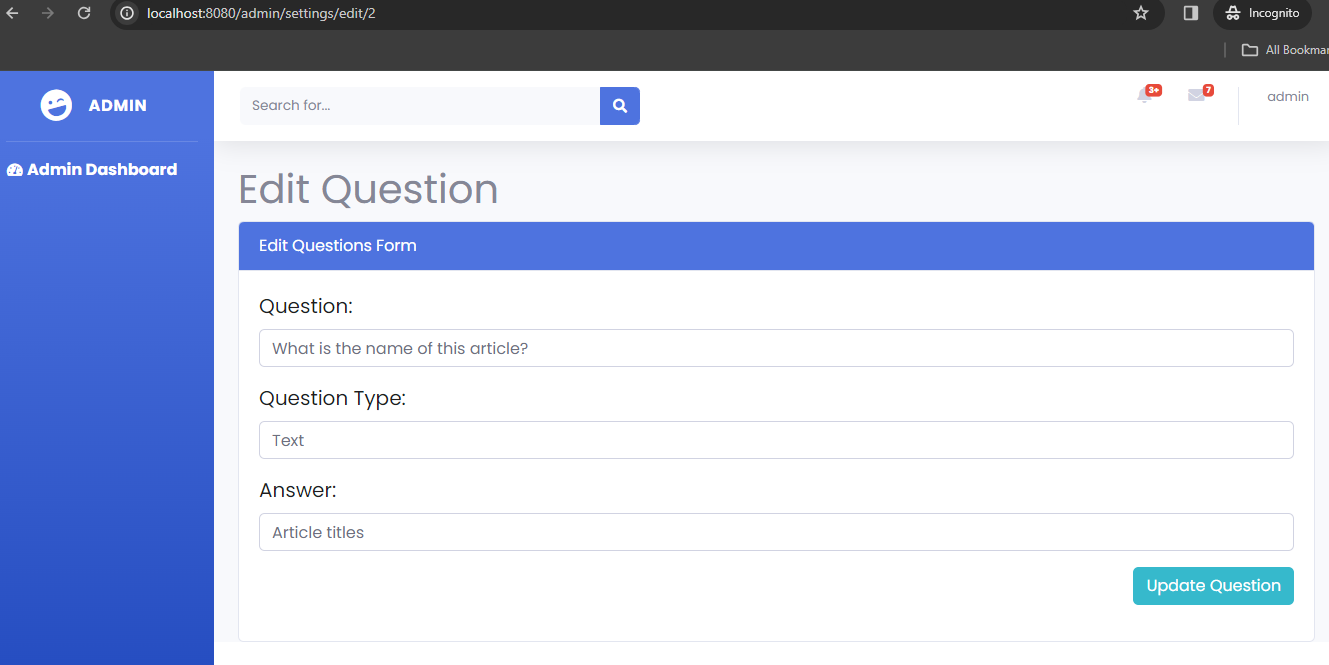 localhost:8080/admin/settings/edit/2
Incognito
All Bookmar
ADMIN
Search for...
3+
7
admin
Admin Dashboard
Edit Question
Edit Questions Form
Question:
What is the name of this article?
Question Type:
Text
Answer:
Article titles
Update Question